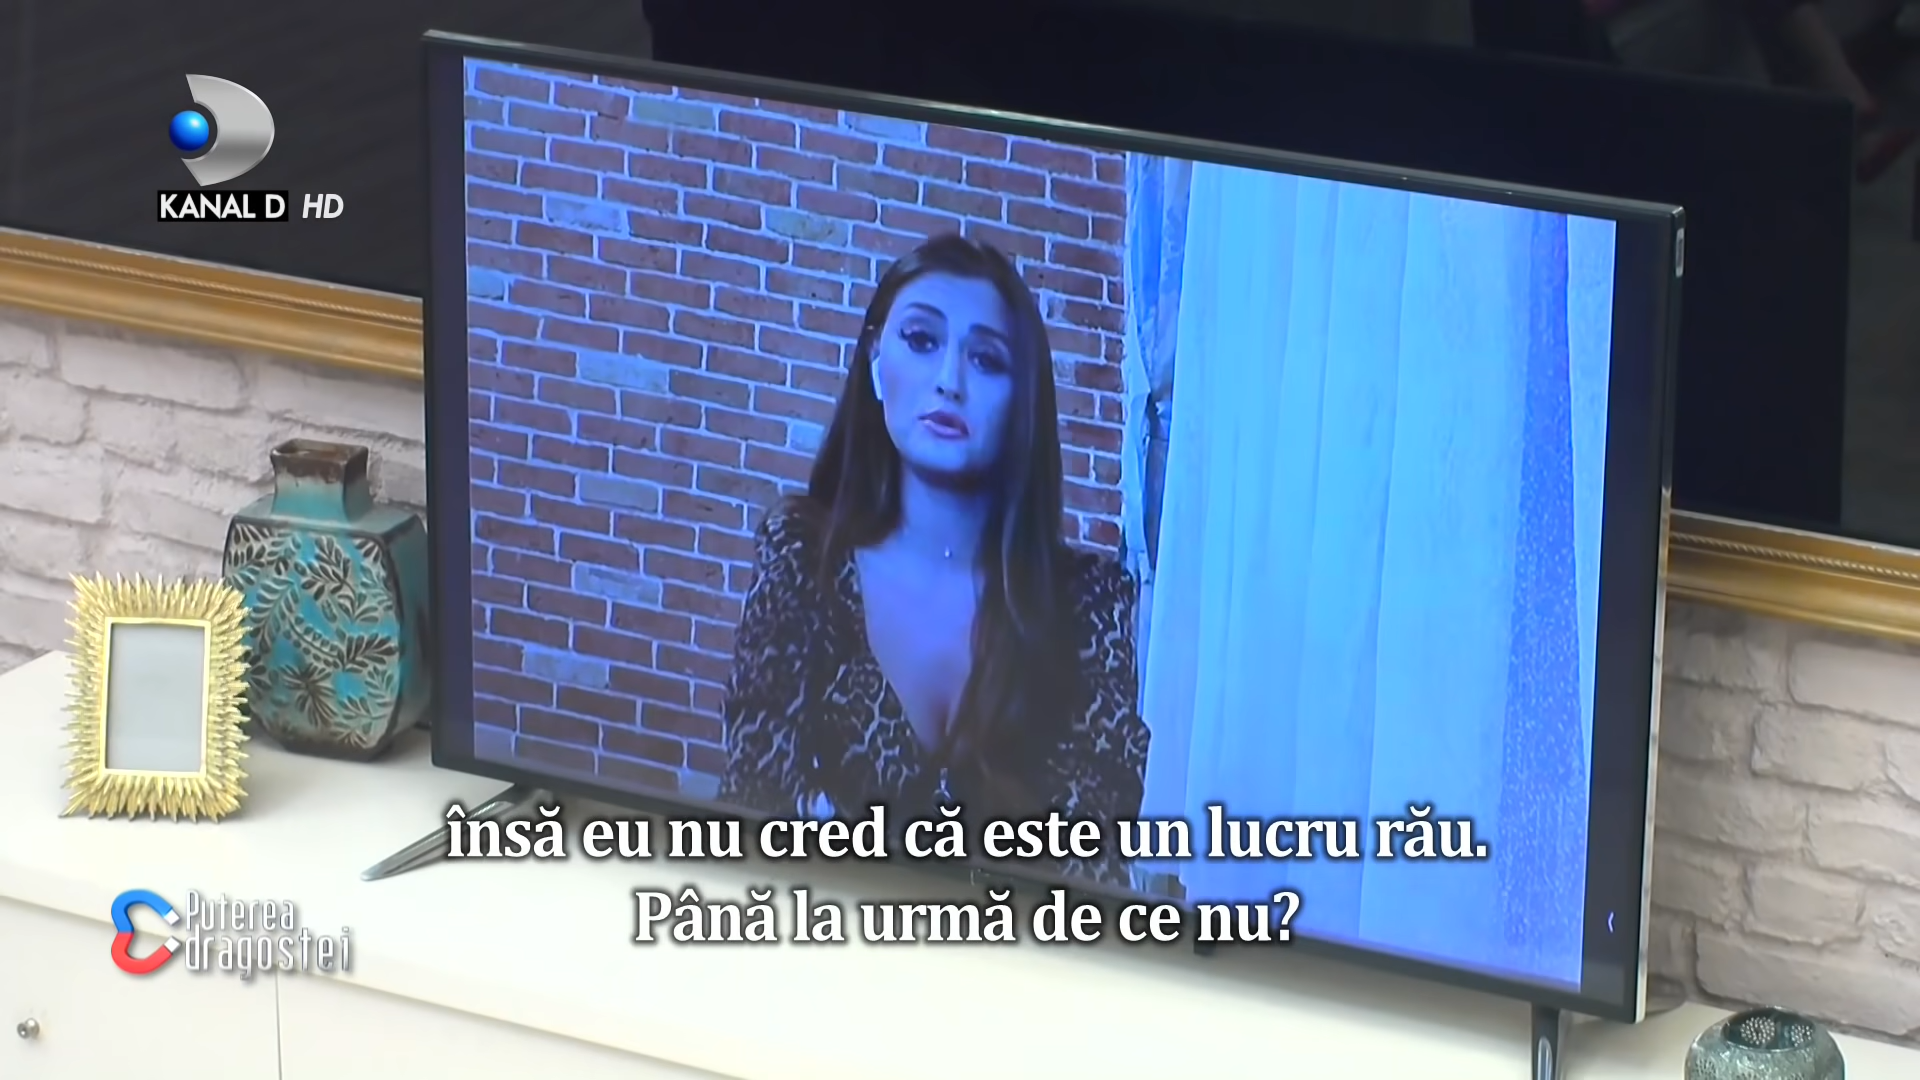 KANAL D HD
însă eu nu cred că este un lucru rău.
Până la urmă de ce nu?
Puterea
dragostei